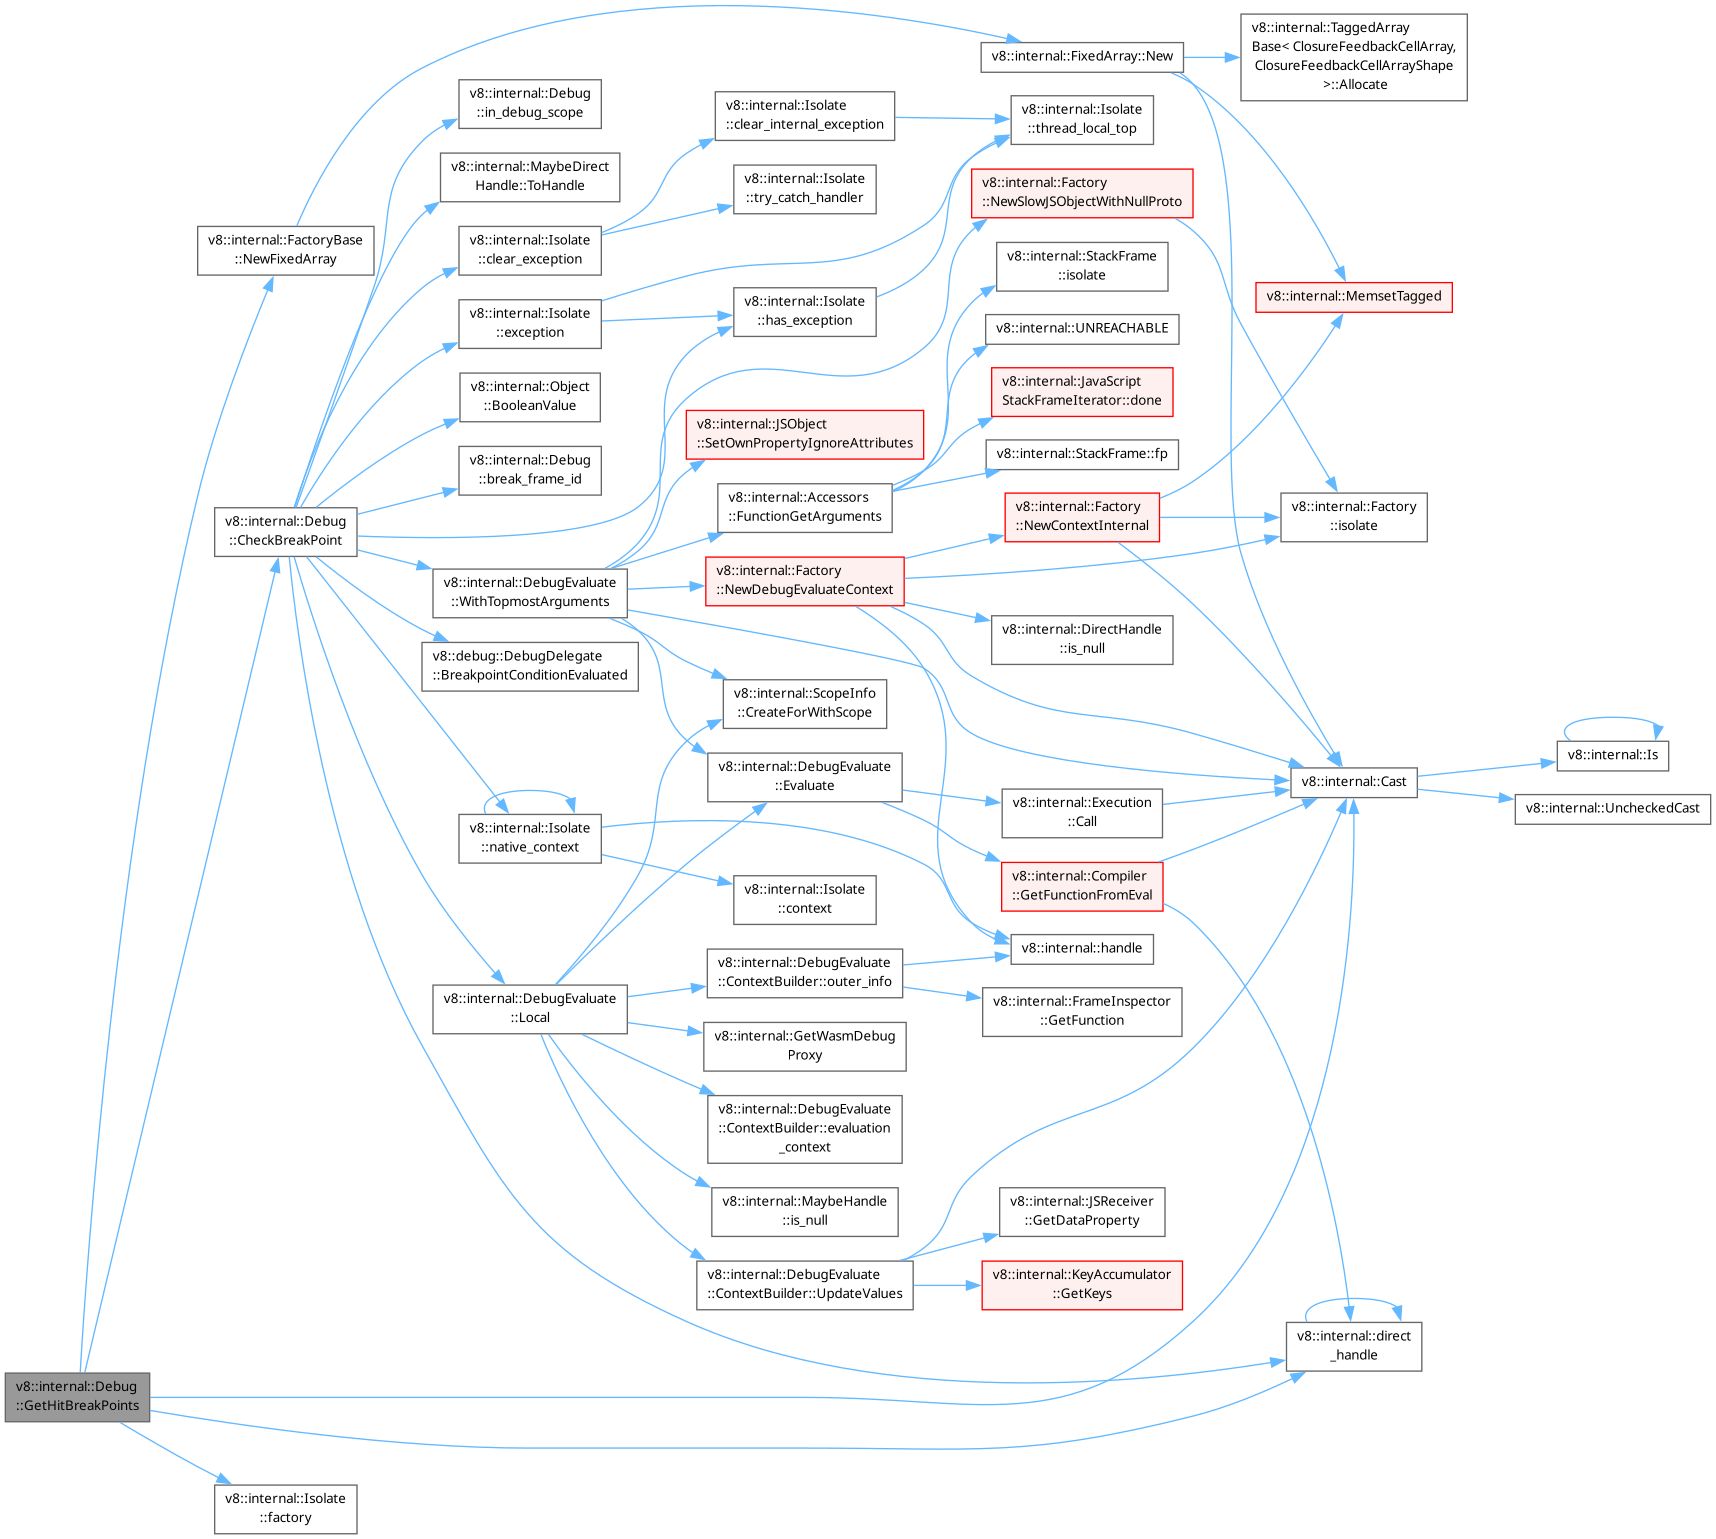 v8::internal::Debug
::GetHitBreakPoints
v8::internal::FactoryBase
::NewFixedArray
v8::internal::Debug
::CheckBreakPoint
v8::internal::Isolate
::factory
v8::internal::Debug
::in_debug_scope
v8::internal::MaybeDirect
Handle::ToHandle
v8::internal::Isolate
::clear_exception
v8::internal::Isolate
::exception
v8::internal::Object
::BooleanValue
v8::internal::Debug
::break_frame_id
v8::internal::DebugEvaluate
::WithTopmostArguments
v8::debug::DebugDelegate
::BreakpointConditionEvaluated
v8::internal::Isolate
::native_context
v8::internal::DebugEvaluate
::Local
v8::internal::Isolate
::clear_internal_exception
v8::internal::Isolate
::try_catch_handler
v8::internal::Isolate
::has_exception
v8::internal::JSObject
::SetOwnPropertyIgnoreAttributes
v8::internal::Accessors
::FunctionGetArguments
v8::internal::Factory
::NewDebugEvaluateContext
v8::internal::ScopeInfo
::CreateForWithScope
v8::internal::DebugEvaluate
::Evaluate
v8::internal::Isolate
::context
v8::internal::DebugEvaluate
::ContextBuilder::outer_info
v8::internal::GetWasmDebug
Proxy
v8::internal::DebugEvaluate
::ContextBuilder::evaluation
_context
v8::internal::MaybeHandle
::is_null
v8::internal::DebugEvaluate
::ContextBuilder::UpdateValues
v8::internal::FixedArray::New
v8::internal::Isolate
::thread_local_top
v8::internal::Factory
::NewSlowJSObjectWithNullProto
v8::internal::StackFrame
::isolate
v8::internal::UNREACHABLE
v8::internal::JavaScript
StackFrameIterator::done
v8::internal::StackFrame::fp
v8::internal::Factory
::NewContextInternal
v8::internal::DirectHandle
::is_null
v8::internal::Execution
::Call
v8::internal::Compiler
::GetFunctionFromEval
v8::internal::handle
v8::internal::FrameInspector
::GetFunction
v8::internal::JSReceiver
::GetDataProperty
v8::internal::KeyAccumulator
::GetKeys
v8::internal::TaggedArray
Base< ClosureFeedbackCellArray,
ClosureFeedbackCellArrayShape
>::Allocate
v8::internal::MemsetTagged
v8::internal::Factory
::isolate
v8::internal::Cast
v8::internal::direct
_handle
v8::internal::Is
v8::internal::UncheckedCast